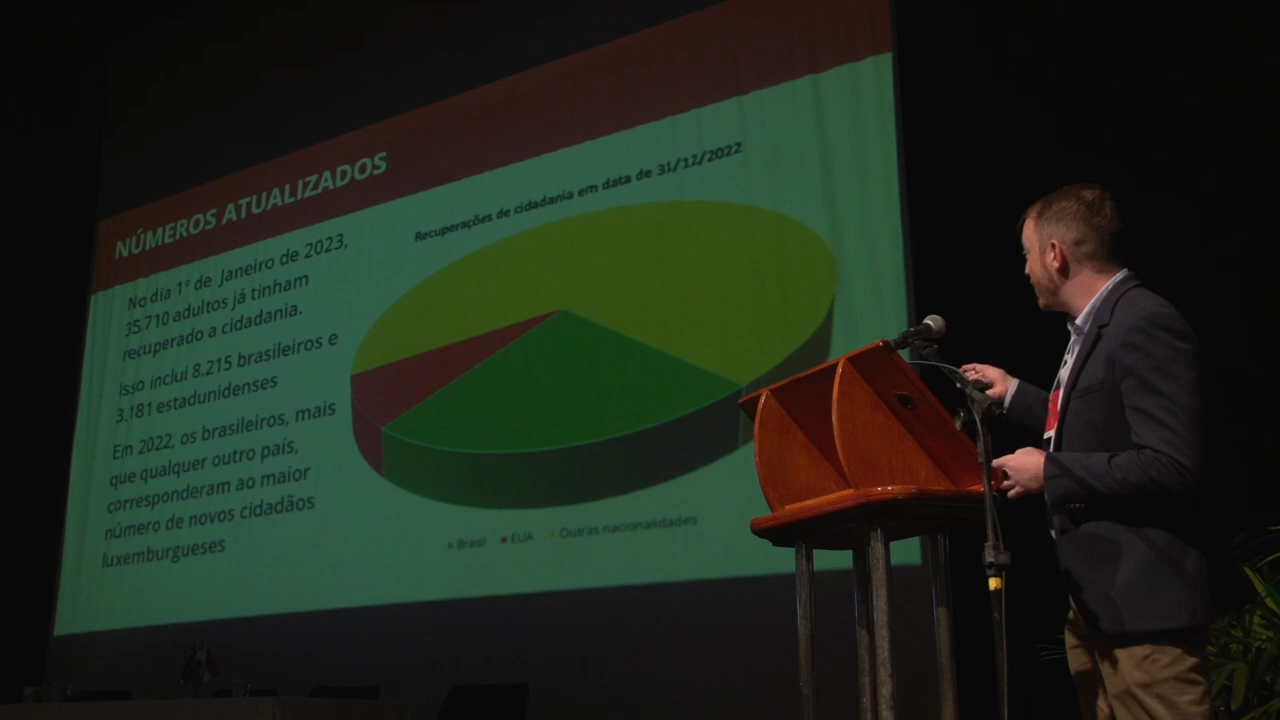 NÚMEROS ATUALIZADOS
No dia 1º de Janeiro de 2023,
35.710 adultos já tinham
recuperado a cidadania.
Isso inclui 8.215 brasileiros e
3.181 estadunidenses
Em 2022, os brasileiros, mais
que qualquer outro país,
corresponderam ao maior
número de novos cidadãos
luxemburgueses
Recuperações de cidadania em data de 31/12/2022
Brasil EUA Outras nacionalidades